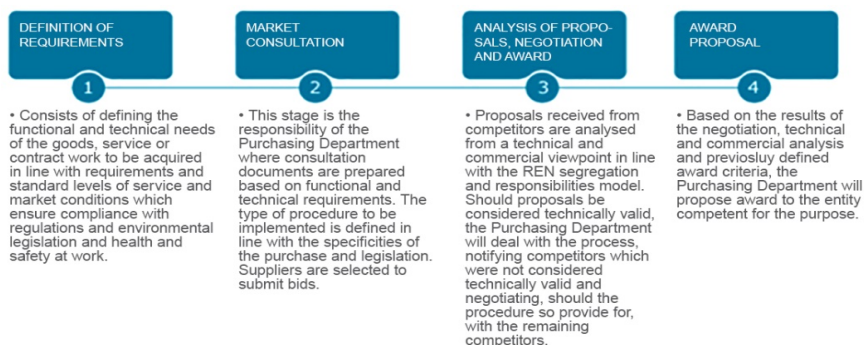 DEFINITION OF
REQUIREMENTS
1
• Consists of defining the
functional and technical needs
of the goods, service or
contract work to be acquired
in line with requirements and
standard levels of service and
market conditions which
ensure compliance with
regulations and environmental
legislation and health and
safety at work.
MARKET
CONSULTATION
2
• This stage is the
responsibility of the
Purchasing Department
where consultation
documents are prepared
based on functional and
technical requirements. The
type of procedure to be
implemented is defined in
line with the specificities of
the purchase and legislation.
Suppliers are selected to
submit bids.
ANALYSIS OF PROPO-
SALS, NEGOTIATION
AND AWARD
3
• Proposals received from
competitors are analysed
from a technical and
commercial viewpoint in line
with the REN segregation
and responsibilities model.
Should proposals be
considered technically valid,
the Purchasing Department
will deal with the process,
notifying competitors which
were not considered
technically valid and
negotiating, should the
procedure so provide for,
with the remaining
competitors.
AWARD
PROPOSAL
4
• Based on the results of
the negotiation, technical
and commercial analysis
and previosluy defined
award criteria, the
Purchasing Department will
propose award to the entity
competent for the purpose.